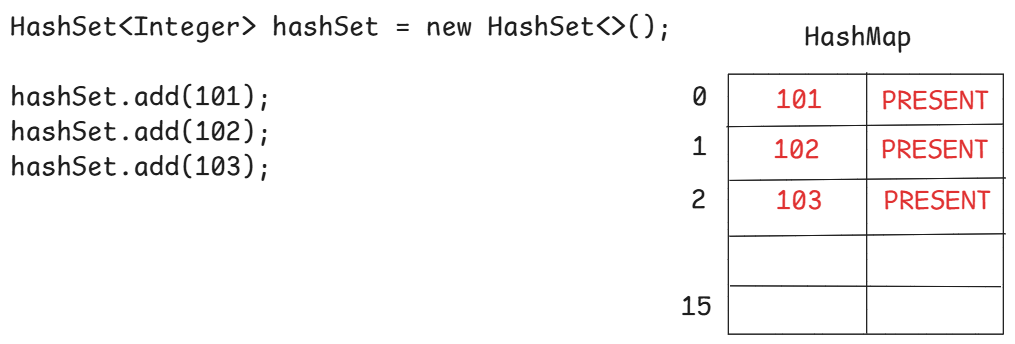 HashSet<Integer> hashSet = new HashSet<>();
HashMap
hashSet.add(101);
hashSet.add(102);
hashSet.add(103);
0 101 PRESENT
1 102 PRESENT
2 103 PRESENT
15